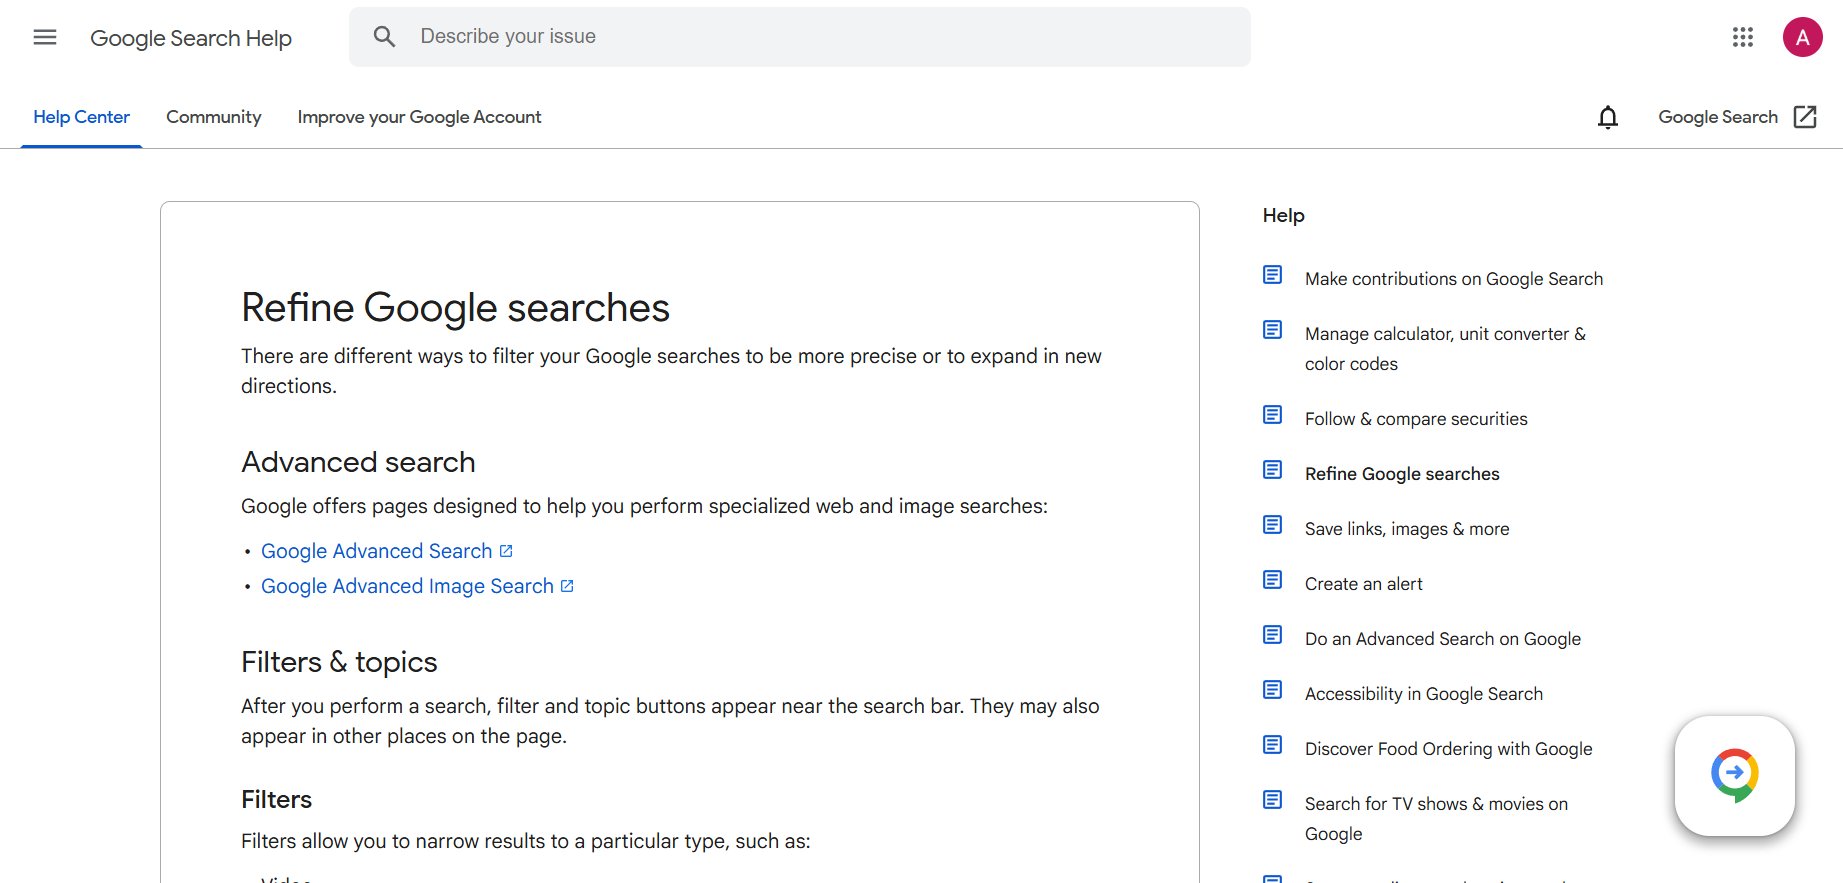 Google Search Help
Describe your issue
A
Help Center
Community
Improve your Google Account
Google Search
Refine Google searches
There are different ways to filter your Google searches to be more precise or to expand in new
directions.
Advanced search
Google offers pages designed to help you perform specialized web and image searches:
• Google Advanced Search
• Google Advanced Image Search
Filters & topics
After you perform a search, filter and topic buttons appear near the search bar. They may also
appear in other places on the page.
Filters
Filters allow you to narrow results to a particular type, such as:
Help
Make contributions on Google Search
Manage calculator, unit converter &
color codes
Follow & compare securities
Refine Google searches
Save links, images & more
Create an alert
Do an Advanced Search on Google
Accessibility in Google Search
Discover Food Ordering with Google
Search for TV shows & movies on
Google